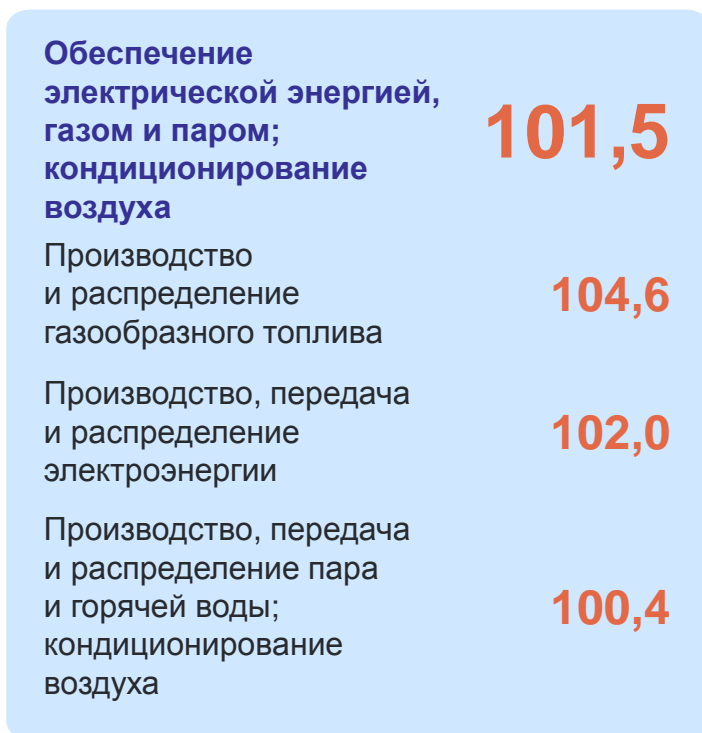 Обеспечение
электрической энергией,
газом и паром;
кондиционирование
воздуха
101,5
Производство
и распределение
газообразного топлива
104,6
Производство, передача
и распределение
электроэнергии
102,0
Производство, передача
и распределение пара
и горячей воды;
кондиционирование
воздуха
100,4